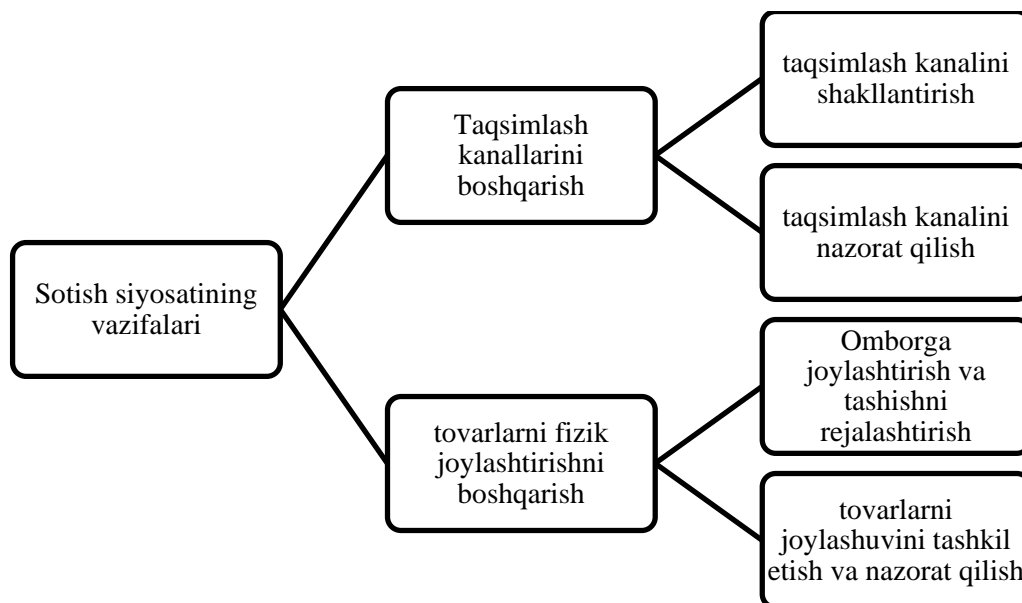 Sotish siyosatining
vazifalari
Taqsimlash
kanallarini
boshqarish
taqsimlash kanalini
shakllantirish
taqsimlash kanalini
nazorat qilish
tovarlarni fizik
joylashtirishni
boshqarish
Omborga
joylashtirish va
tashishni
rejalashtirish
tovarlarni
joylashuvini tashkil
etish va nazorat qilish